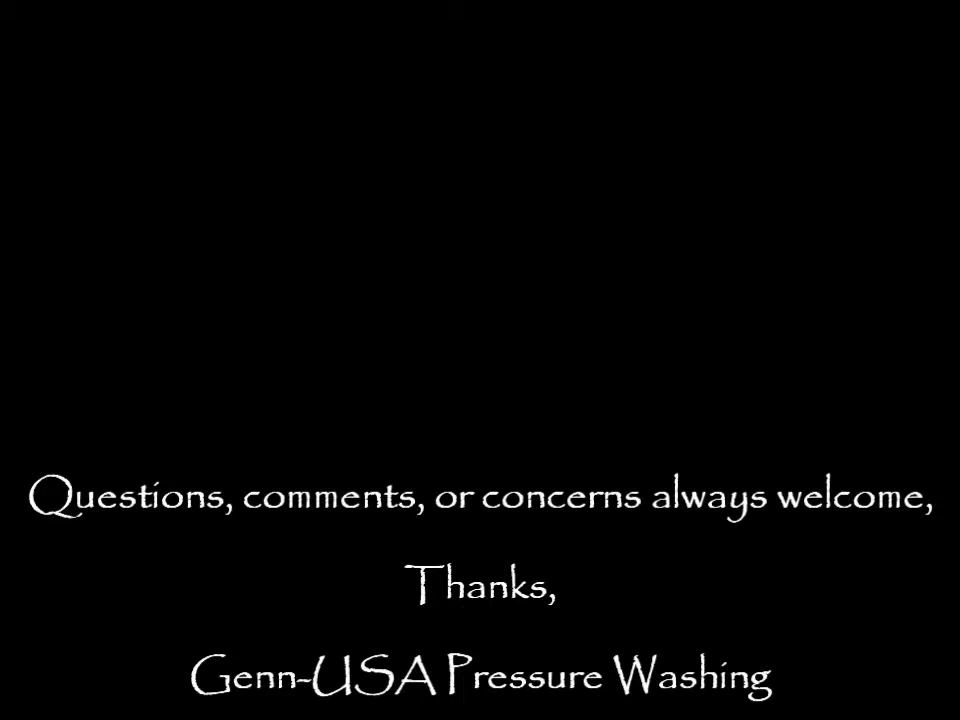 Questions, comments, or concerns always welcome,
Thanks,
Genn-USA Pressure Washing